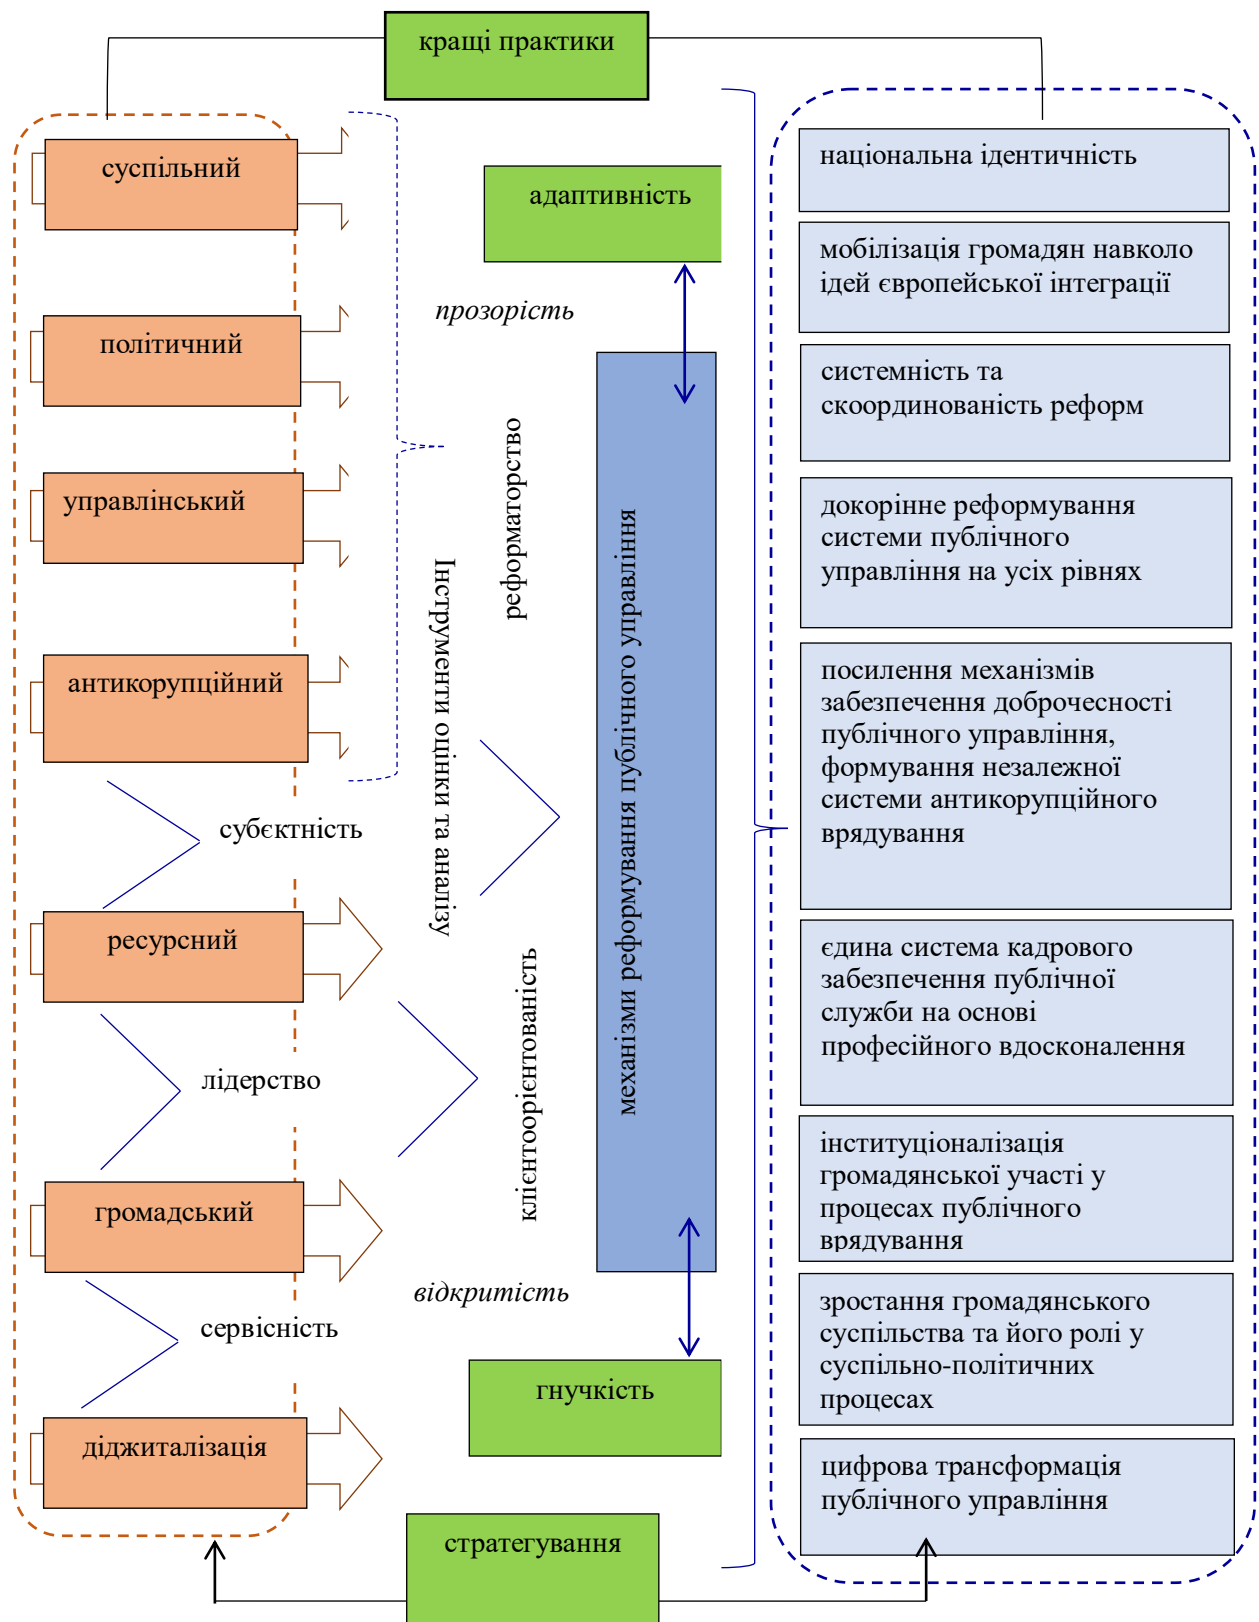 кращі практики
суспільний
політичний
управлінський
антикорупційний
субєктність
ресурсний
лідерство
громадський
сервісність
діджиталізація
адаптивність
прозорість
реформаторство
Інструменти оцінки та аналізу
клієнтоорієнтованість
механізми реформування публічного управління
відкритість
гнучкість
стратегування
національна ідентичність
мобілізація громадян навколо
ідей європейської інтеграції
системність та
скоординованість реформ
докорінне реформування
системи публічного
управління на усіх рівнях
посилення механізмів
забезпечення доброчесності
публічного управління,
формування незалежної
системи антикорупційного
врядування
єдина система кадрового
забезпечення публічної
служби на основі
професійного вдосконалення
інституціоналізація
громадянської участі у
процесах публічного
врядування
зростання громадянського
суспільства та його ролі у
суспільно-політичних
процесах
цифрова трансформація
публічного управління